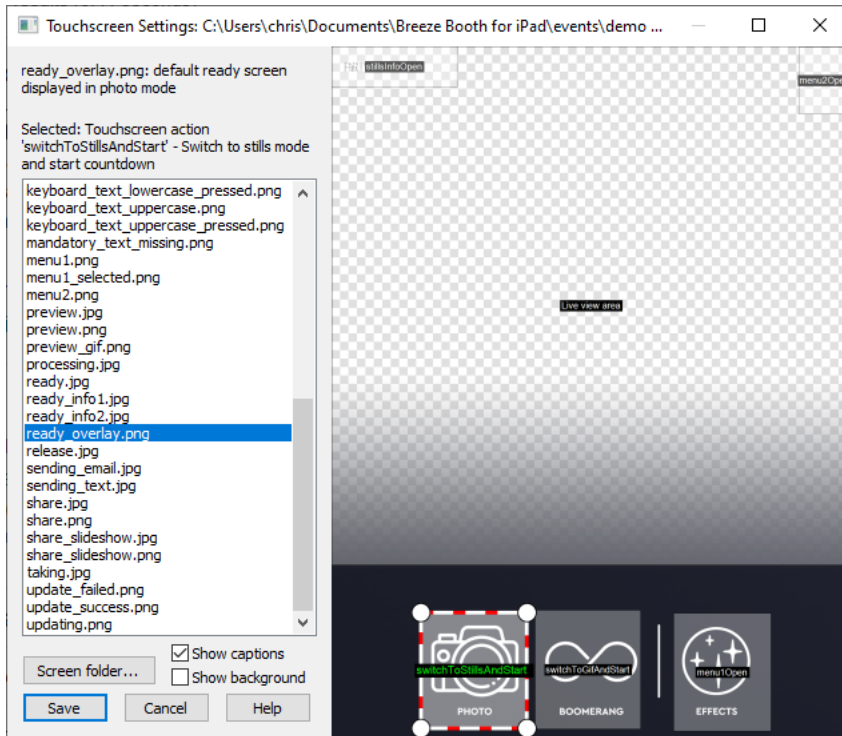 Touchscreen Settings: C:\Users\chris\Documents\Breeze Booth for iPad\events\demo ...
ready_overlay.png: default ready screen
displayed in photo mode
Selected: Touchscreen action
'switchToStillsAndStart' - Switch to stills mode
and start countdown
keyboard_text_lowercase_pressed.png
keyboard_text_uppercase.png
keyboard_text_uppercase_pressed.png
mandatory_text_missing.png
menu1.png
menu1_selected.png
menu2.png
preview.jpg
preview.png
preview_gif.png
processing.jpg
ready.jpg
ready_info1.jpg
ready_info2.jpg
ready_overlay.png
release.jpg
sending_email.jpg
sending_text.jpg
share.jpg
share.png
share_slideshow.jpg
share_slideshow.png
taking.jpg
update_failed.png
update_success.png
updating.png
Screen folder...
Show captions
Show background
Save
Cancel
Help
stillsInfoOpen
menu2Ope
Live view area
switchToStillsAndStart
switchToGifAndStart
menu1Open
PHOTO
BOOMERANG
EFFECTS